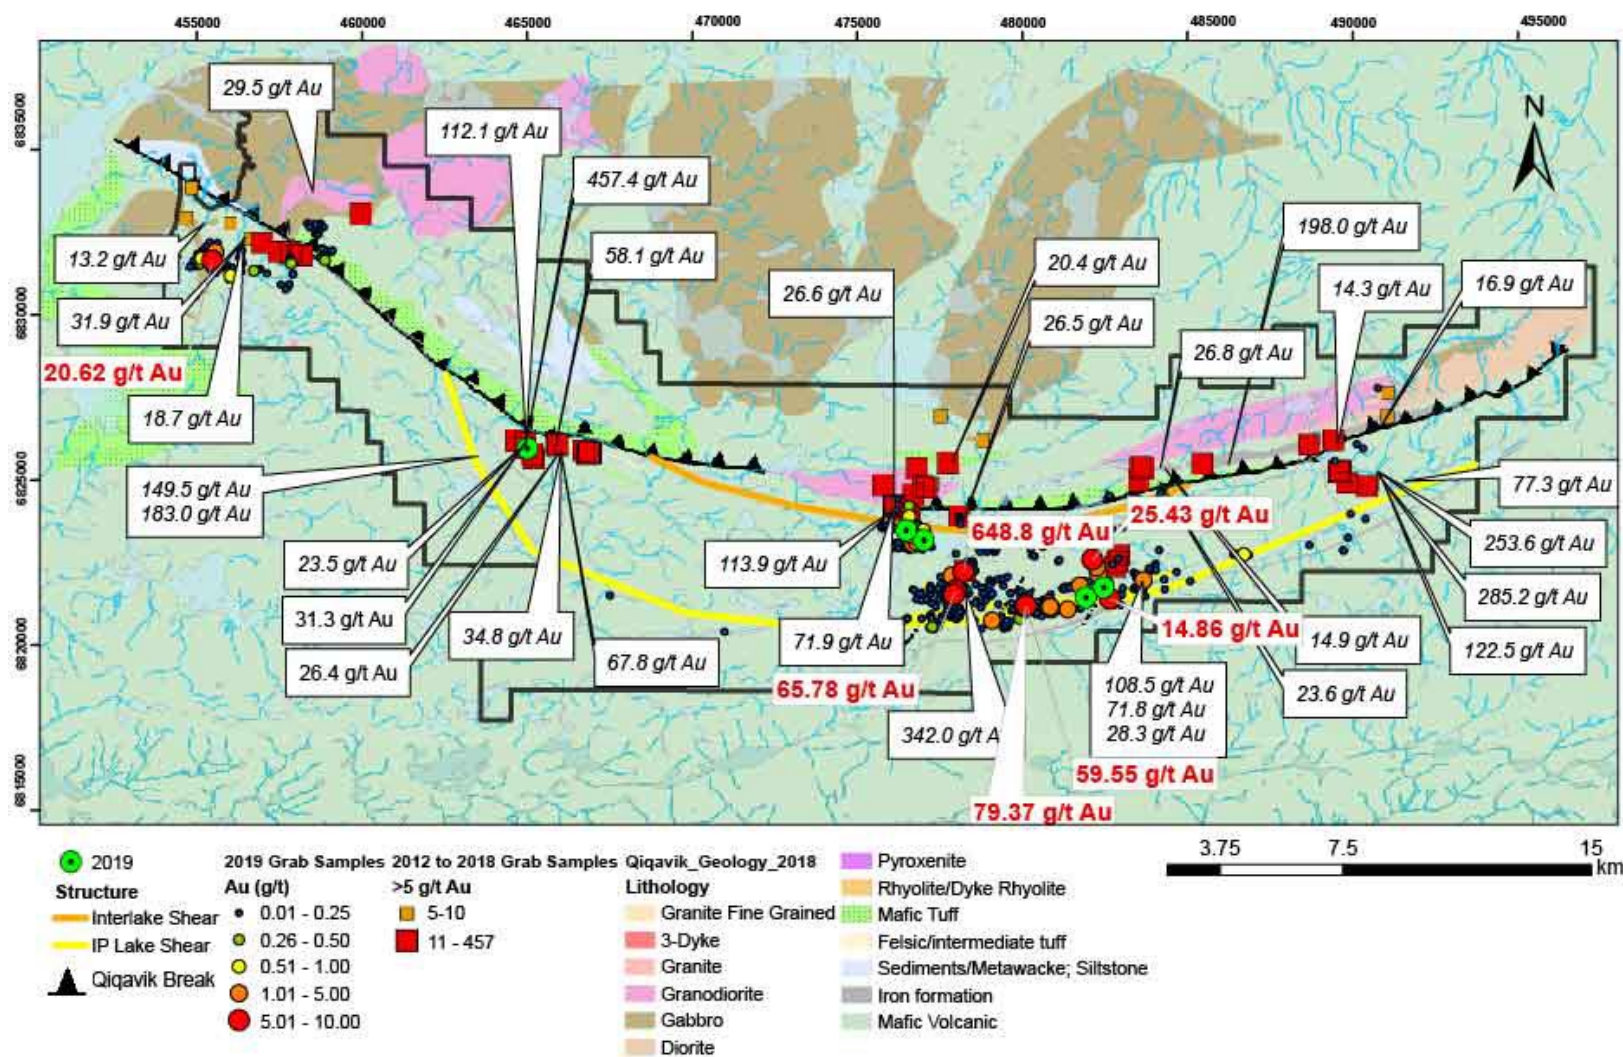 455000 460000 465000 470000 475000 480000 485000 490000 495000
6835000
6830000
6825000
6820000
6815000
N
29.5 g/t Au
112.1 g/t Au
457.4 g/t Au
58.1 g/t Au
13.2 g/t Au
31.9 g/t Au
20.62 g/t Au
18.7 g/t Au
26.6 g/t Au
20.4 g/t Au
26.5 g/t Au
198.0 g/t Au
14.3 g/t Au
16.9 g/t Au
26.8 g/t Au
149.5 g/t Au
183.0 g/t Au
23.5 g/t Au
31.3 g/t Au
26.4 g/t Au
34.8 g/t Au
67.8 g/t Au
113.9 g/t Au
71.9 g/t Au
65.78 g/t Au
342.0 g/t A
648.8 g/t Au
25.43 g/t Au
14.86 g/t Au
108.5 g/t Au
71.8 g/t Au
28.3 g/t Au
59.55 g/t Au
79.37 g/t Au
77.3 g/t Au
253.6 g/t Au
285.2 g/t Au
122.5 g/t Au
14.9 g/t Au
23.6 g/t Au
2019
Structure
Interlake Shear
IP Lake Shear
Qiqavik Break
2019 Grab Samples
Au (g/t)
0.01 - 0.25
0.26 - 0.50
0.51 - 1.00
1.01 - 5.00
5.01 - 10.00
2012 to 2018 Grab Samples
>5 g/t Au
5-10
11 - 457
Qiqavik_Geology_2018
Lithology
Granite Fine Grained
3-Dyke
Granite
Granodiorite
Gabbro
Diorite
Pyroxenite
Rhyolite/Dyke Rhyolite
Mafic Tuff
Felsic/intermediate tuff
Sediments/Metawacke; Siltstone
Iron formation
Mafic Volcanic
3.75 7.5 15
km